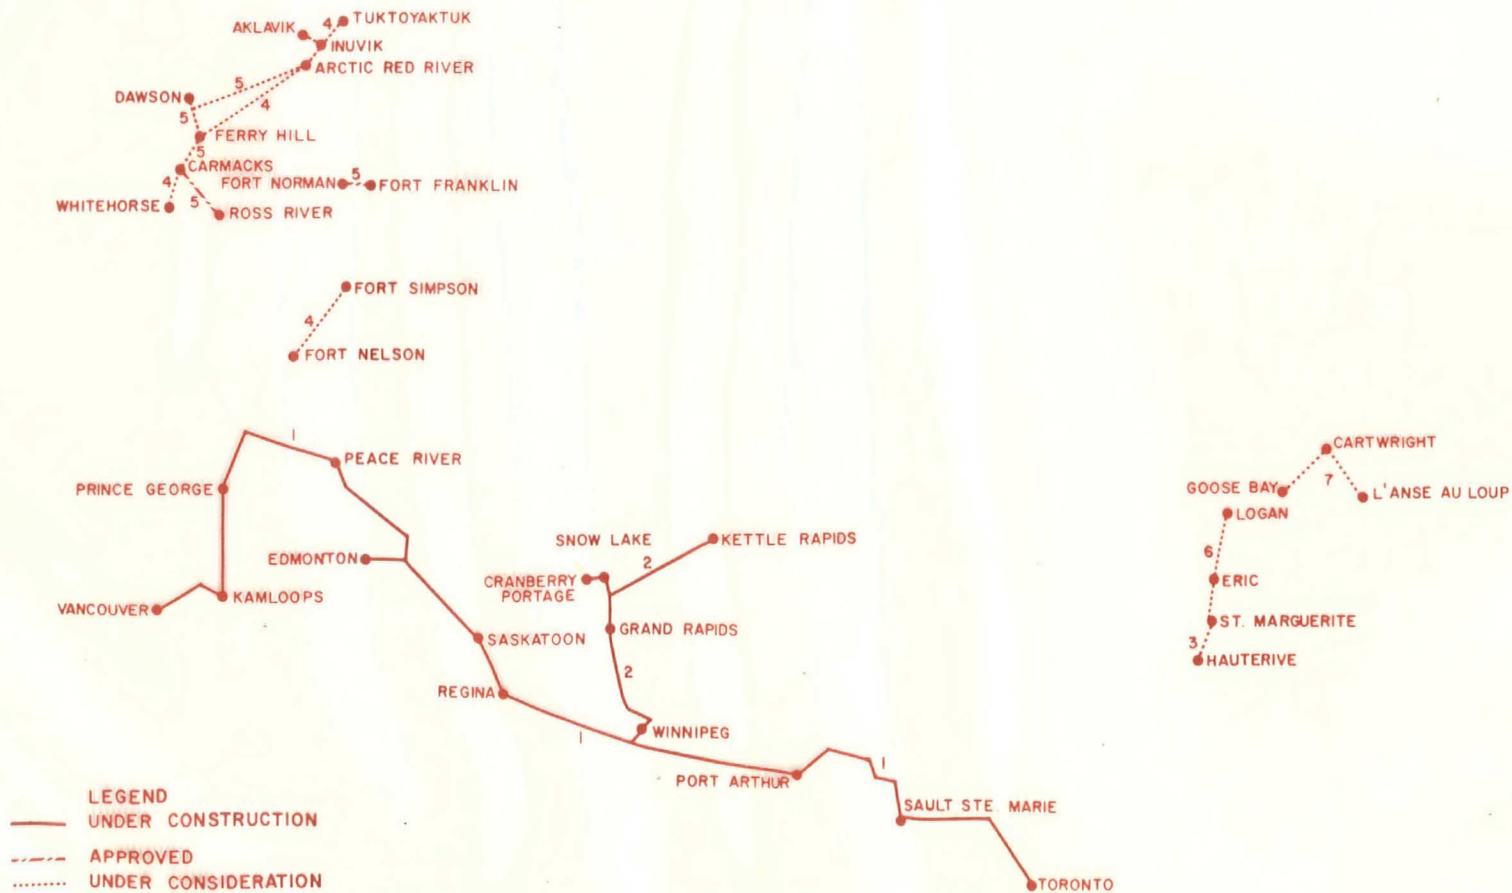 4
TUKTOYAKTUK
AKLAVIK
INUVIK
ARCTIC RED RIVER
5
DAWSON
4
5
FERRY HILL
5
CARMACKS
4
FORT NORMAN
5
FORT FRANKLIN
WHITEHORSE
5
ROSS RIVER
FORT SIMPSON
4
FORT NELSON
1
PEACE RIVER
PRINCE GEORGE
EDMONTON
VANCOUVER
KAMLOOPS
SNOW LAKE
2
KETTLE RAPIDS
CRANBERRY
PORTAGE
GRAND RAPIDS
SASKATOON
2
REGINA
WINNIPEG
1
PORT ARTHUR
1
SAULT STE. MARIE
TORONTO
CARTWRIGHT
GOOSE BAY
7
L'ANSE AU LOUP
LOGAN
6
ERIC
ST. MARGUERITE
3
HAUTERIVE
LEGEND
UNDER CONSTRUCTION
APPROVED
UNDER CONSIDERATION